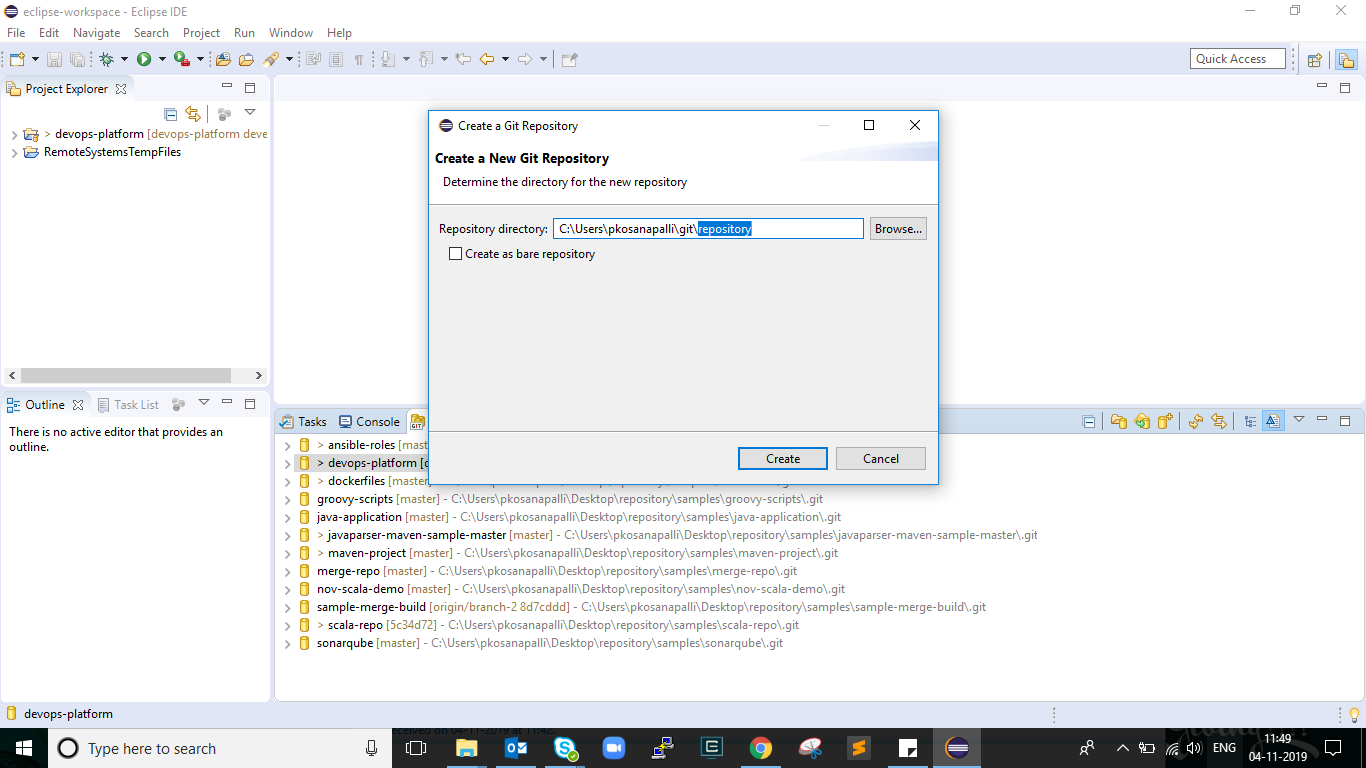 eclipse-workspace - Eclipse IDE
File Edit Navigate Search Project Run Window Help
Quick Access
Project Explorer
> devops-platform [devops-platform deve
RemoteSystemsTempFiles
Create a Git Repository
Create a New Git Repository
Determine the directory for the new repository
Repository directory: C:\Users\pkosanapalli\git\repository Browse...
Create as bare repository
Create Cancel
Outline Task List
There is no active editor that provides an
outline.
Tasks Console GIT
> ansible-roles [mast
> devops-platform [d
> dockerfiles [master] - C:\Users\pkosanapalli\Desktop\repository\samples\dockerfiles\.git
groovy-scripts [master] - C:\Users\pkosanapalli\Desktop\repository\samples\groovy-scripts\.git
java-application [master] - C:\Users\pkosanapalli\Desktop\repository\samples\java-application\.git
> javaparser-maven-sample-master [master] - C:\Users\pkosanapalli\Desktop\repository\samples\javaparser-maven-sample-master\.git
> maven-project [master] - C:\Users\pkosanapalli\Desktop\repository\samples\maven-project\.git
merge-repo [master] - C:\Users\pkosanapalli\Desktop\repository\samples\merge-repo\.git
nov-scala-demo [master] - C:\Users\pkosanapalli\Desktop\repository\samples\nov-scala-demo\.git
sample-merge-build [origin/branch-2 8d7cddd] - C:\Users\pkosanapalli\Desktop\repository\samples\sample-merge-build\.git
> scala-repo [5c34d72] - C:\Users\pkosanapalli\Desktop\repository\samples\scala-repo\.git
sonarqube [master] - C:\Users\pkosanapalli\Desktop\repository\samples\sonarqube\.git
devops-platform
eceived on 04-11-2019 at 11:42.
Type here to search
ENG
11:49
04-11-2019